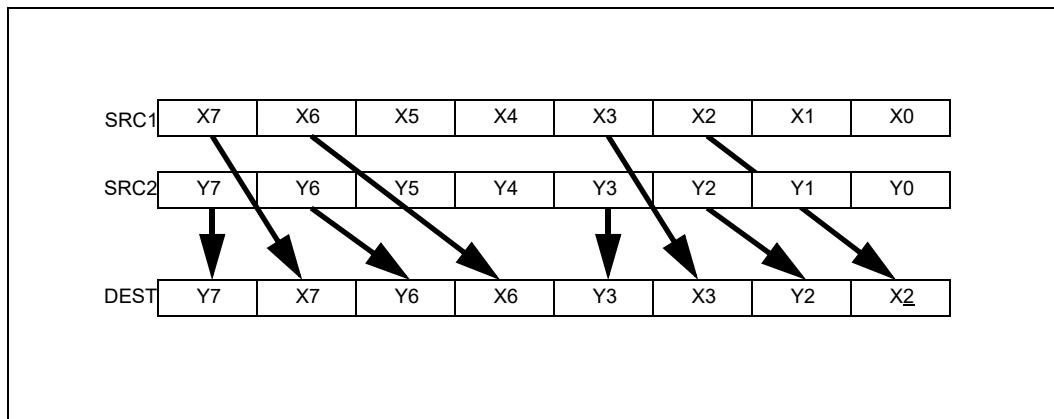 SRC1 X7 X6 X5 X4 X3 X2 X1 X0
SRC2 Y7 Y6 Y5 Y4 Y3 Y2 Y1 Y0
DEST Y7 X7 Y6 X6 Y3 X3 Y2 X2